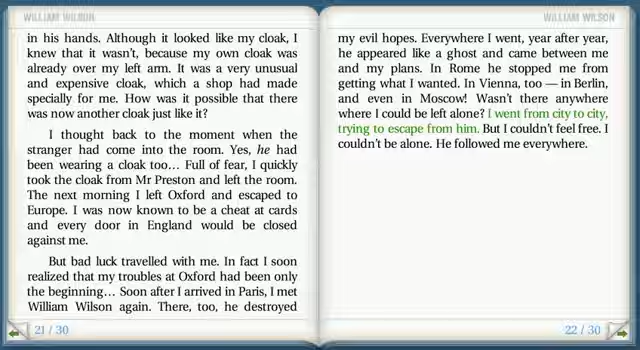 WILLIAM WILSON
in his hands. Although it looked like my cloak, I
knew that it wasn't, because my own cloak was
already over my left arm. It was a very unusual
and expensive cloak, which a shop had made
specially for me. How was it possible that there
was now another cloak just like it?
I thought back to the moment when the
stranger had come into the room. Yes, he had
been wearing a cloak too… Full of fear, I quickly
took the cloak from Mr Preston and left the room.
The next morning I left Oxford and escaped to
Europe. I was now known to be a cheat at cards
and every door in England would be closed
against me.
But bad luck travelled with me. In fact I soon
realized that my troubles at Oxford had been only
the beginning… Soon after I arrived in Paris, I met
William Wilson again. There, too, he destroyed
21 / 30
WILLIAM WILSON
my evil hopes. Everywhere I went, year after year,
he appeared like a ghost and came between me
and my plans. In Rome he stopped me from
getting what I wanted. In Vienna, too — in Berlin,
and even in Moscow! Wasn't there anywhere
where I could be left alone? I went from city to city,
trying to escape from him. But I couldn't feel free. I
couldn't be alone. He followed me everywhere.
22 / 30